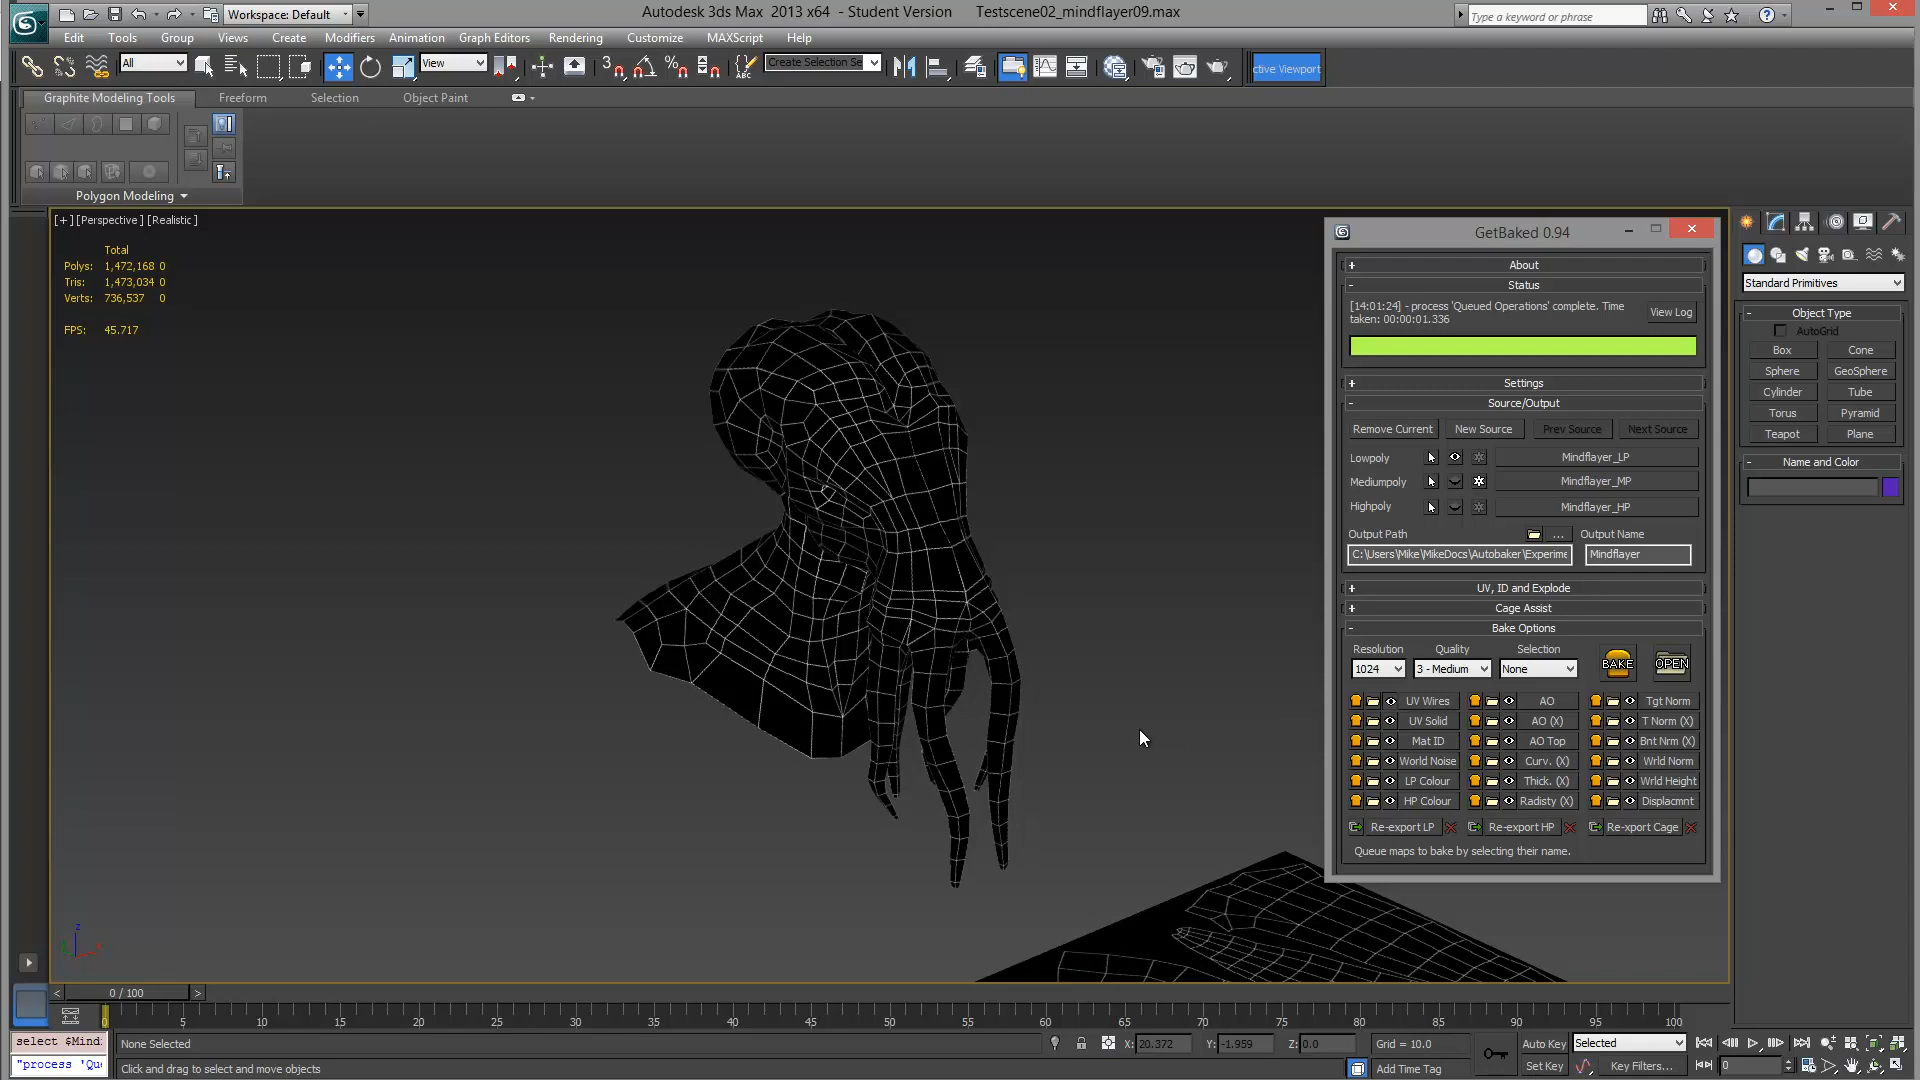 Workspace: Default
Autodesk 3ds Max 2013 x64 - Student Version Testscene02_mindflayer09.max
Type a keyword or phrase
Edit Tools Group Views Create Modifiers Animation Graph Editors Rendering Customize MAXScript Help
All
View
Create Selection Se
ctive Viewport
Graphite Modeling Tools Freeform Selection Object Paint
Polygon Modeling
[+] [Perspective] [Realistic]
Total
Polys: 1,472,168 0
Tris: 1,473,034 0
Verts: 736,537 0
FPS: 45.717
GetBaked 0.94
About
Status
[14:01:24] - process 'Queued Operations' complete. Time
taken: 00:00:01.336
View Log
Settings
Source/Output
Remove Current New Source Prev Source Next Source
Lowpoly Mindflayer_LP
Mediumpoly Mindflayer_MP
Highpoly Mindflayer_HP
Output Path ... Output Name
C:\Users\Mike\MikeDocs\Autobaker\Experime Mindflayer
UV, ID and Explode
Cage Assist
Bake Options
Resolution Quality Selection
1024 3 - Medium None BAKE OPEN
UV Wires AO Tgt Norm
UV Solid AO (X) T Norm (X)
Mat ID AO Top Bnt Nrm (X)
World Noise Curv. (X) Wrld Norm
LP Colour Thick. (X) Wrld Height
HP Colour Radisty (X) Displacmnt
Re-export LP Re-export HP Re-xport Cage
Queue maps to bake by selecting their name.
Standard Primitives
Object Type
AutoGrid
Box Cone
Sphere GeoSphere
Cylinder Tube
Torus Pyramid
Teapot Plane
Name and Color
z
x
< 0 / 100 >
0 5 10 15 20 25 30 35 40 45 50 55 60 65 70 75 80 85 90 95 100
select $Mind
"process 'Qu
None Selected
X: 20.372 Y: -1.959 Z: 0.0
Grid = 10.0
Auto Key Selected
Click and drag to select and move objects
Add Time Tag
Set Key Key Filters... 0